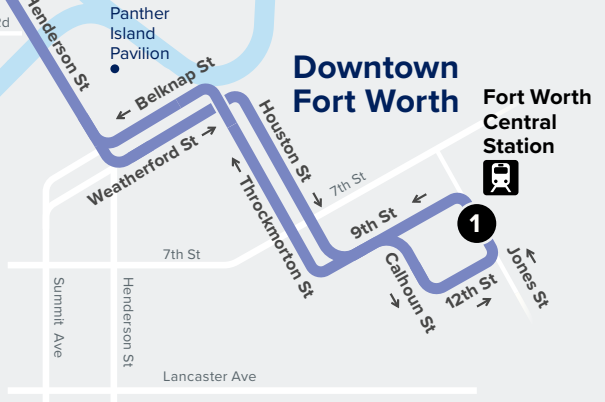 Henderson St
d
Panther
Island
Pavilion
Belknap St
Downtown
Fort Worth
Fort Worth
Central
Station
Weatherford St
Houston St
7th St
Throckmorton St
9th St
1
7th St
Calhoun St
12th St
Jones St
Summit Ave
Henderson St
Lancaster Ave